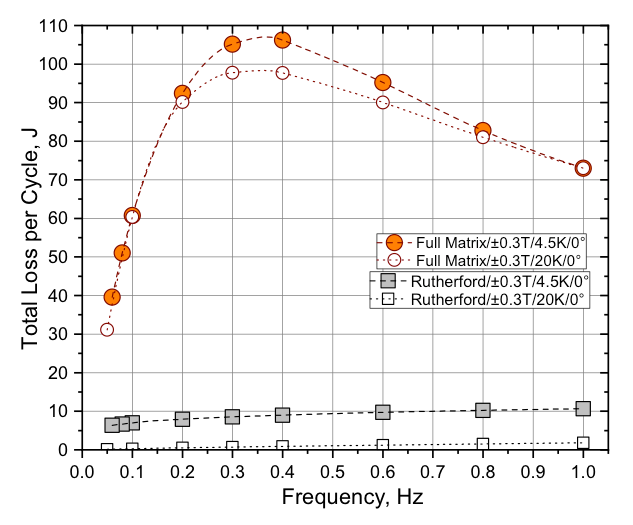 110
100
90
80
70
60
50
40
30
20
10
0
Total Loss per Cycle, J
Full Matrix/±0.3T/4.5K/0°
Full Matrix/±0.3T/20K/0°
Rutherford/±0.3T/4.5K/0°
Rutherford/±0.3T/20K/0°
0.0 0.1 0.2 0.3 0.4 0.5 0.6 0.7 0.8 0.9 1.0
Frequency, Hz